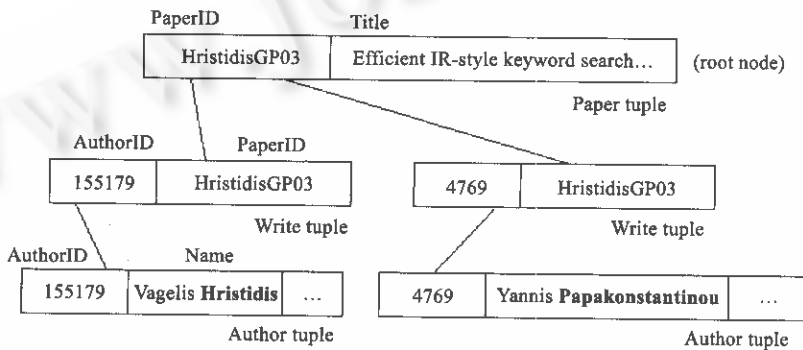 PaperID Title
HristidisGP03 Efficient IR-style keyword search... (root node)
Paper tuple
AuthorID PaperID
155179 HristidisGP03 4769 HristidisGP03
Write tuple Write tuple
AuthorID Name
155179 Vagelis Hristidis ... 4769 Yannis Papakonstantinou ...
Author tuple Author tuple